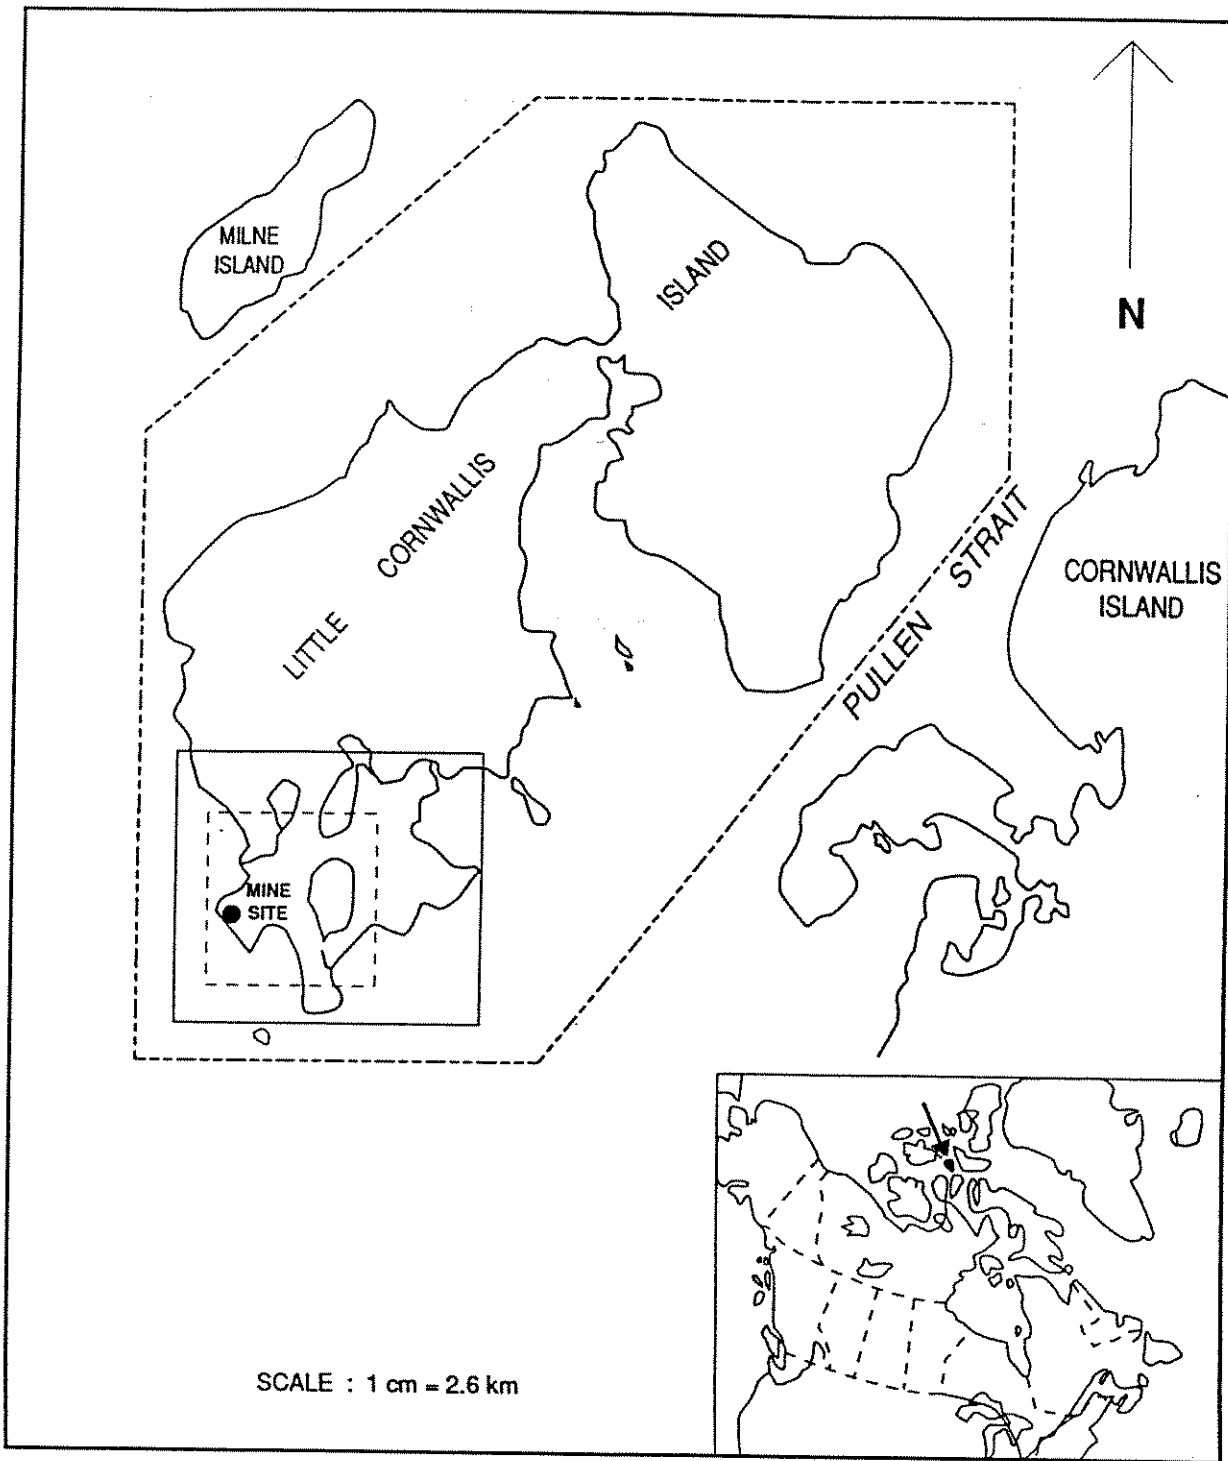 MILNE
ISLAND
ISLAND
N
CORNWALLIS
LITTLE
PULLEN STRAIT
CORNWALLIS
ISLAND
MINE
SITE
SCALE : 1 cm = 2.6 km